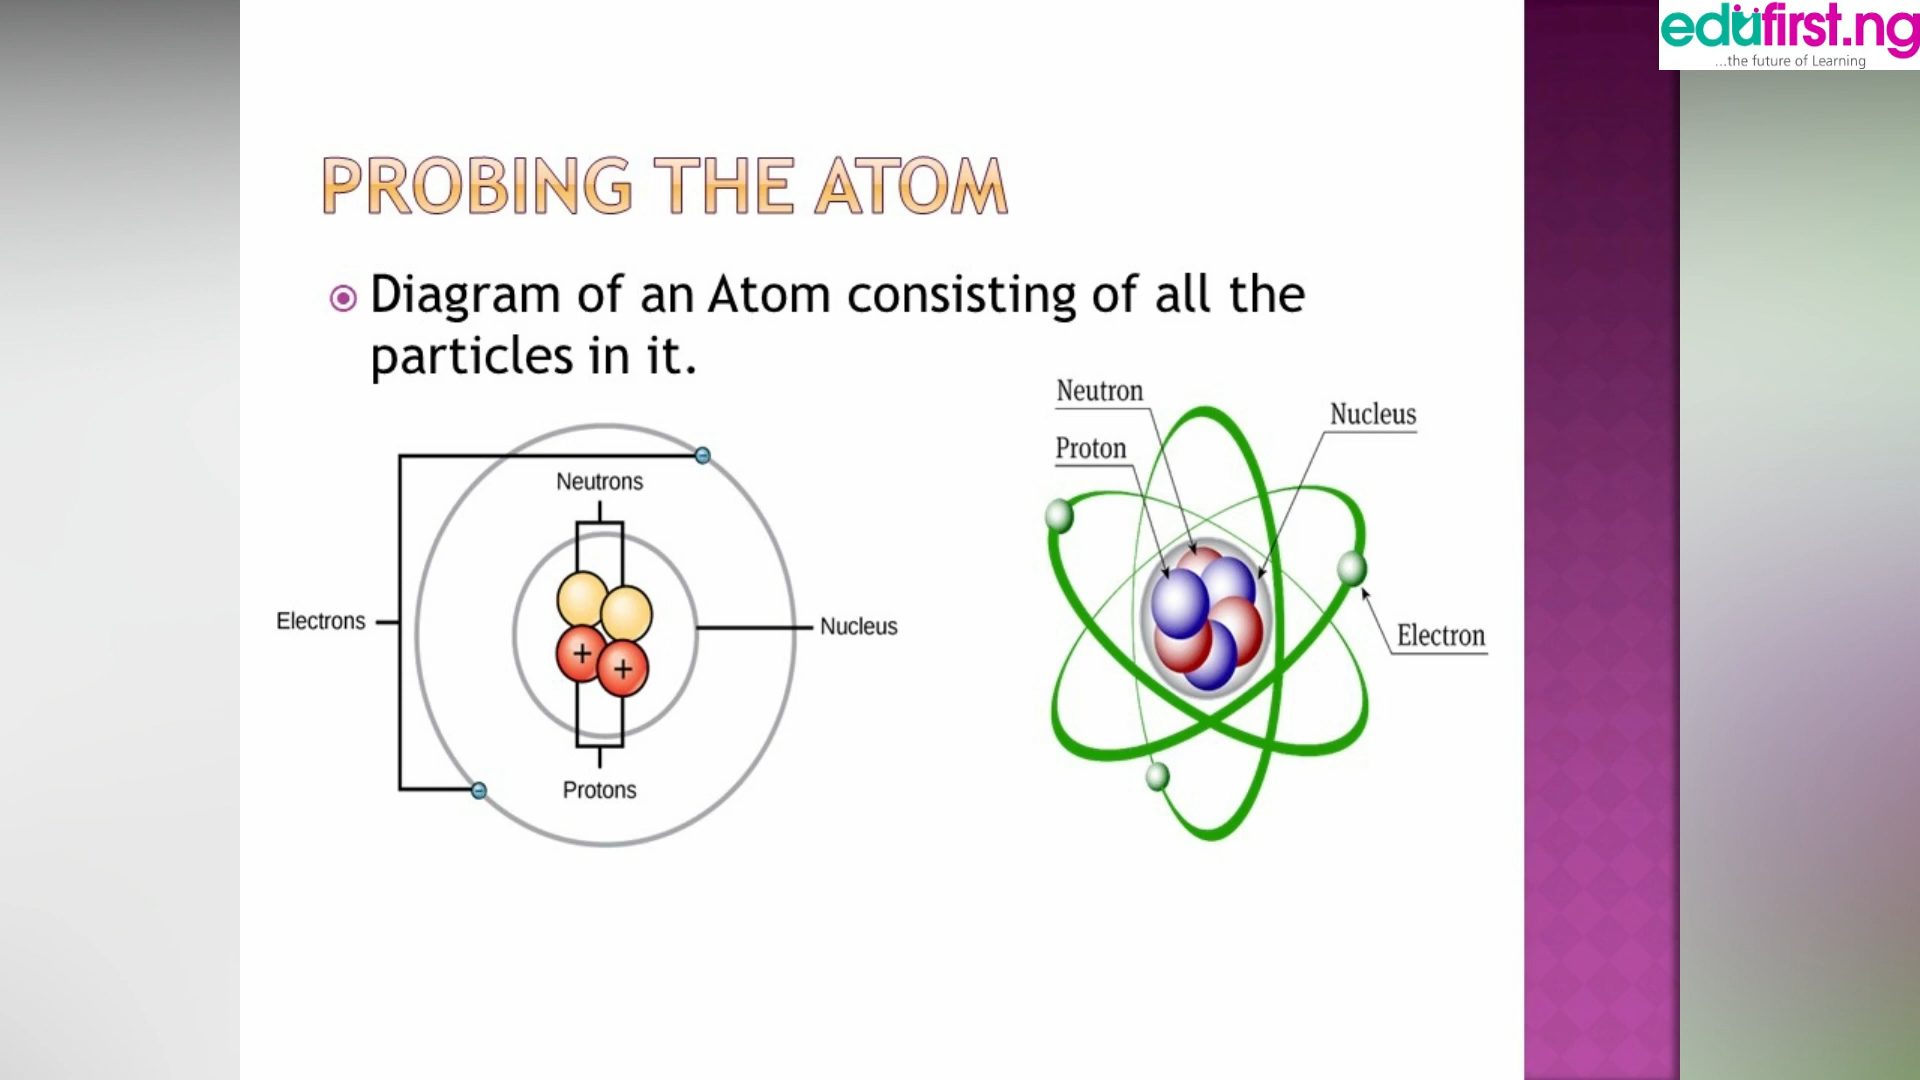 edufirst.ng
...the future of Learning
PROBING THE ATOM
Diagram of an Atom consisting of all the
particles in it.
Neutrons
Electrons
+
+
Nucleus
Protons
Neutron
Proton
Nucleus
Electron